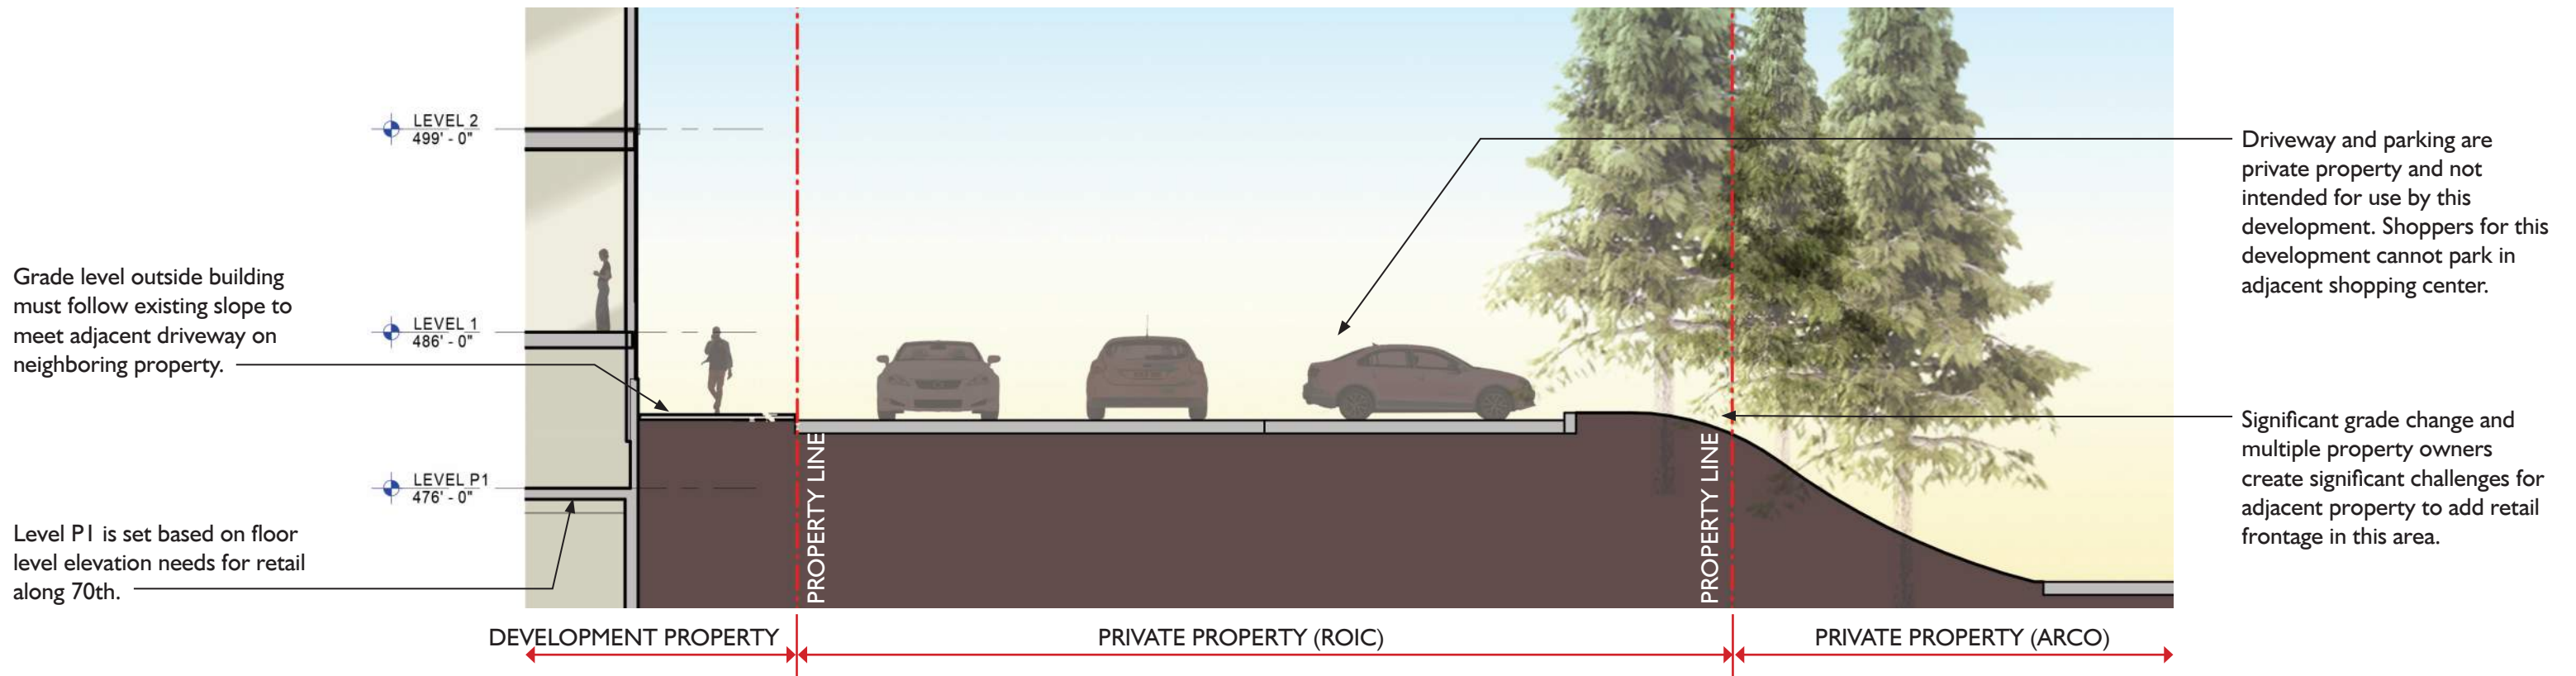 LEVEL 2
499' - 0"
Grade level outside building
must follow existing slope to
meet adjacent driveway on
neighboring property.
LEVEL 1
486' - 0"
LEVEL P1
476' - 0"
Level P1 is set based on floor
level elevation needs for retail
along 70th.
PROPERTY LINE
PROPERTY LINE
Driveway and parking are
private property and not
intended for use by this
development. Shoppers for this
development cannot park in
adjacent shopping center.
Significant grade change and
multiple property owners
create significant challenges for
adjacent property to add retail
frontage in this area.
DEVELOPMENT PROPERTY
PRIVATE PROPERTY (ROIC)
PRIVATE PROPERTY (ARCO)